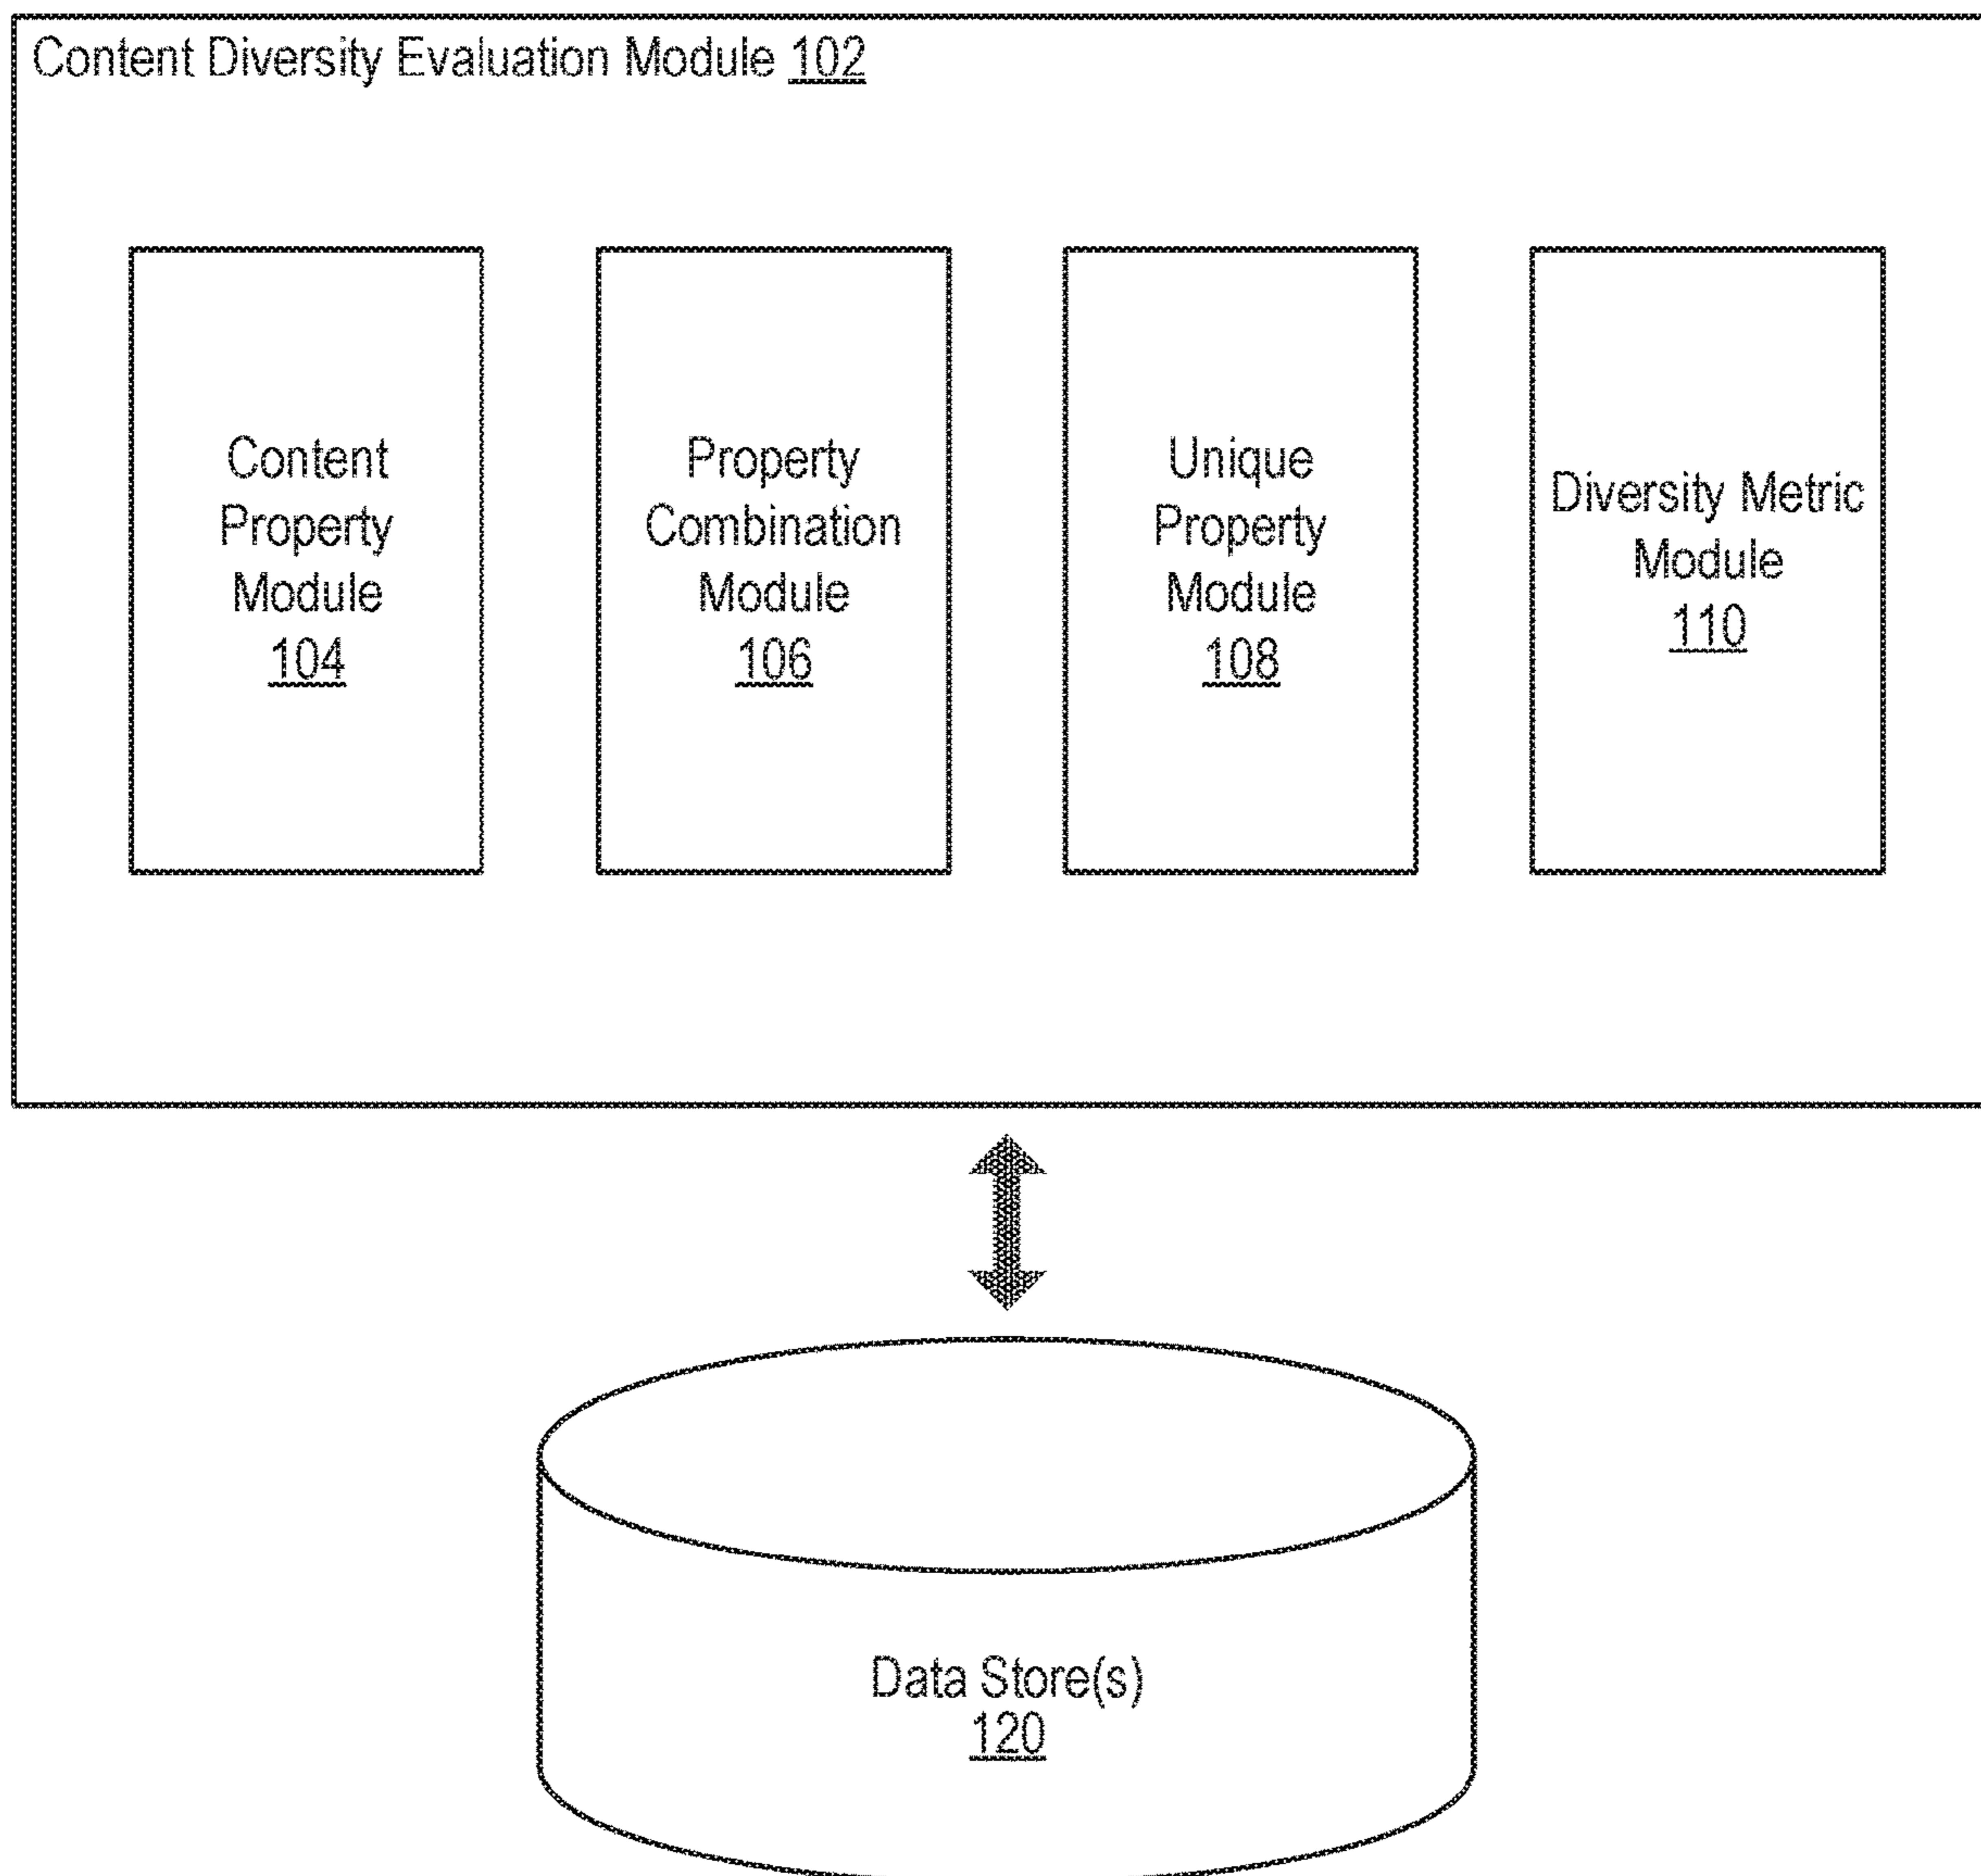 Content Diversity Evaluation Module 102
Content
Property
Module
104
Property
Combination
Module
106
Unique
Property
Module
108
Diversity Metric
Module
110
Data Store(s)
120